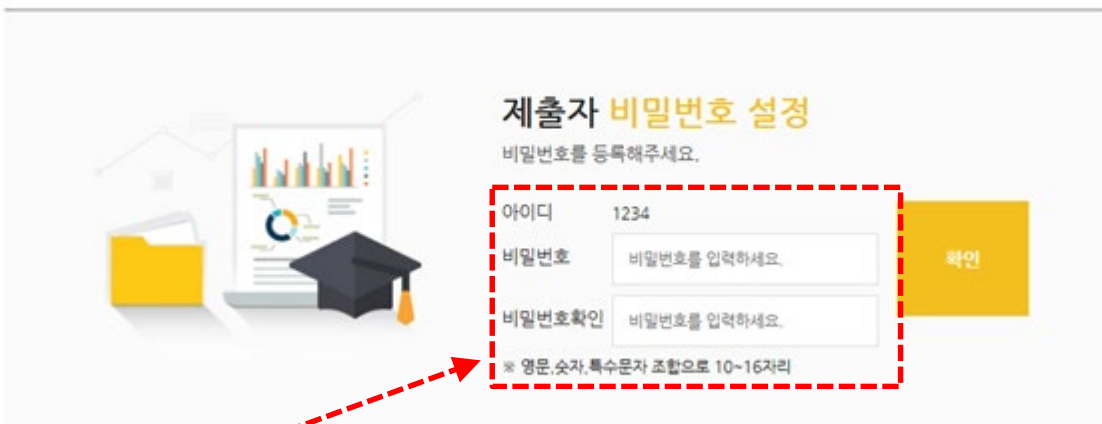 제출자 비밀번호 설정
비밀번호를 등록해주세요.
아이디 1234
비밀번호 비밀번호를 입력하세요.
확인
비밀번호확인 비밀번호를 입력하세요.
※ 영문,숫자,특수문자 조합으로 10~16자리